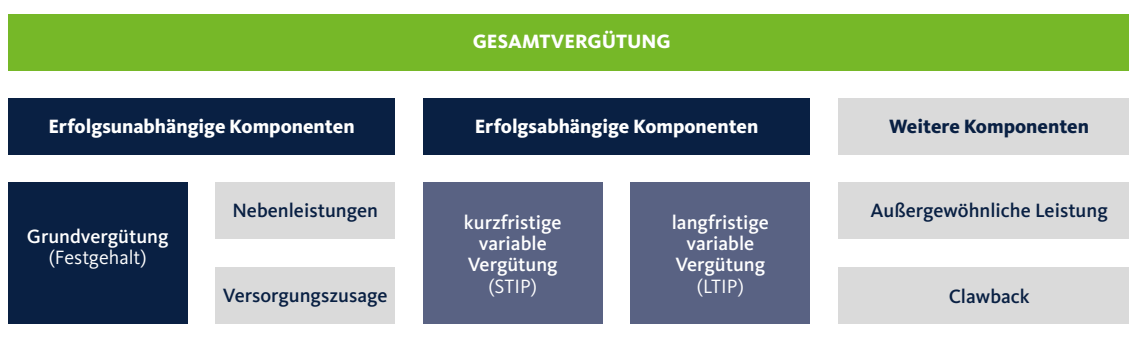 GESAMTVERGÜTUNG
Erfolgsunabhängige Komponenten
Erfolgsabhängige Komponenten
Weitere Komponenten
Grundvergütung
(Festgehalt)
Nebenleistungen
Versorgungszusage
kurzfristige
variable
Vergütung
(STIP)
langfristige
variable
Vergütung
(LTIP)
Außergewöhnliche Leistung
Clawback